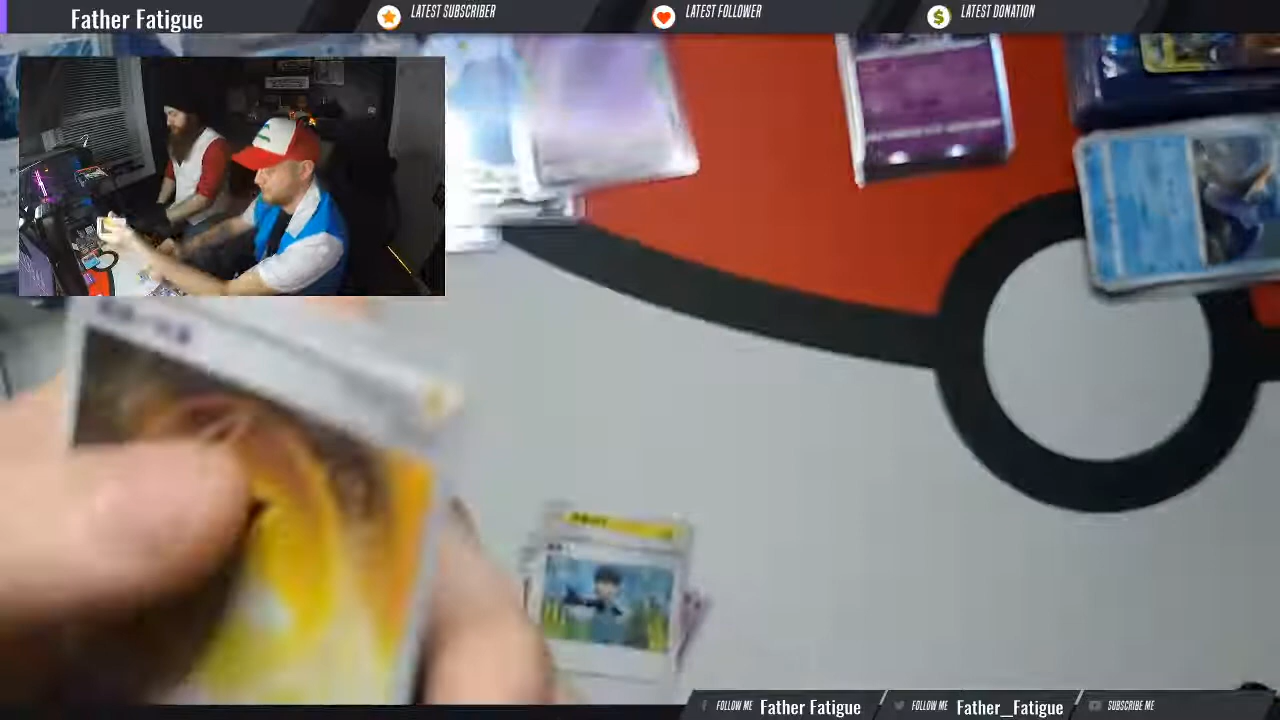 Father Fatigue
LATEST SUBSCRIBER
LATEST FOLLOWER
LATEST DONATION
FOLLOW ME Father Fatigue
FOLLOW ME Father_Fatigue
SUBSCRIBE ME